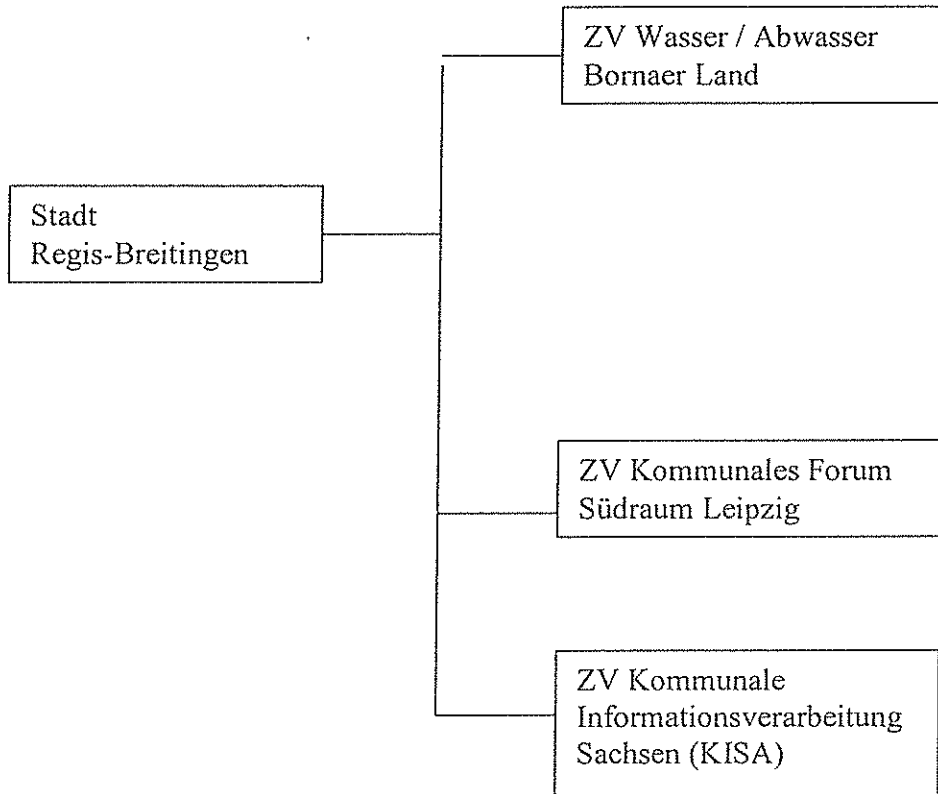 ZV Wasser / Abwasser
Bornaer Land
Stadt
Regis-Breitingen
ZV Kommunales Forum
Südraum Leipzig
ZV Kommunale
Informationsverarbeitung
Sachsen (KISA)